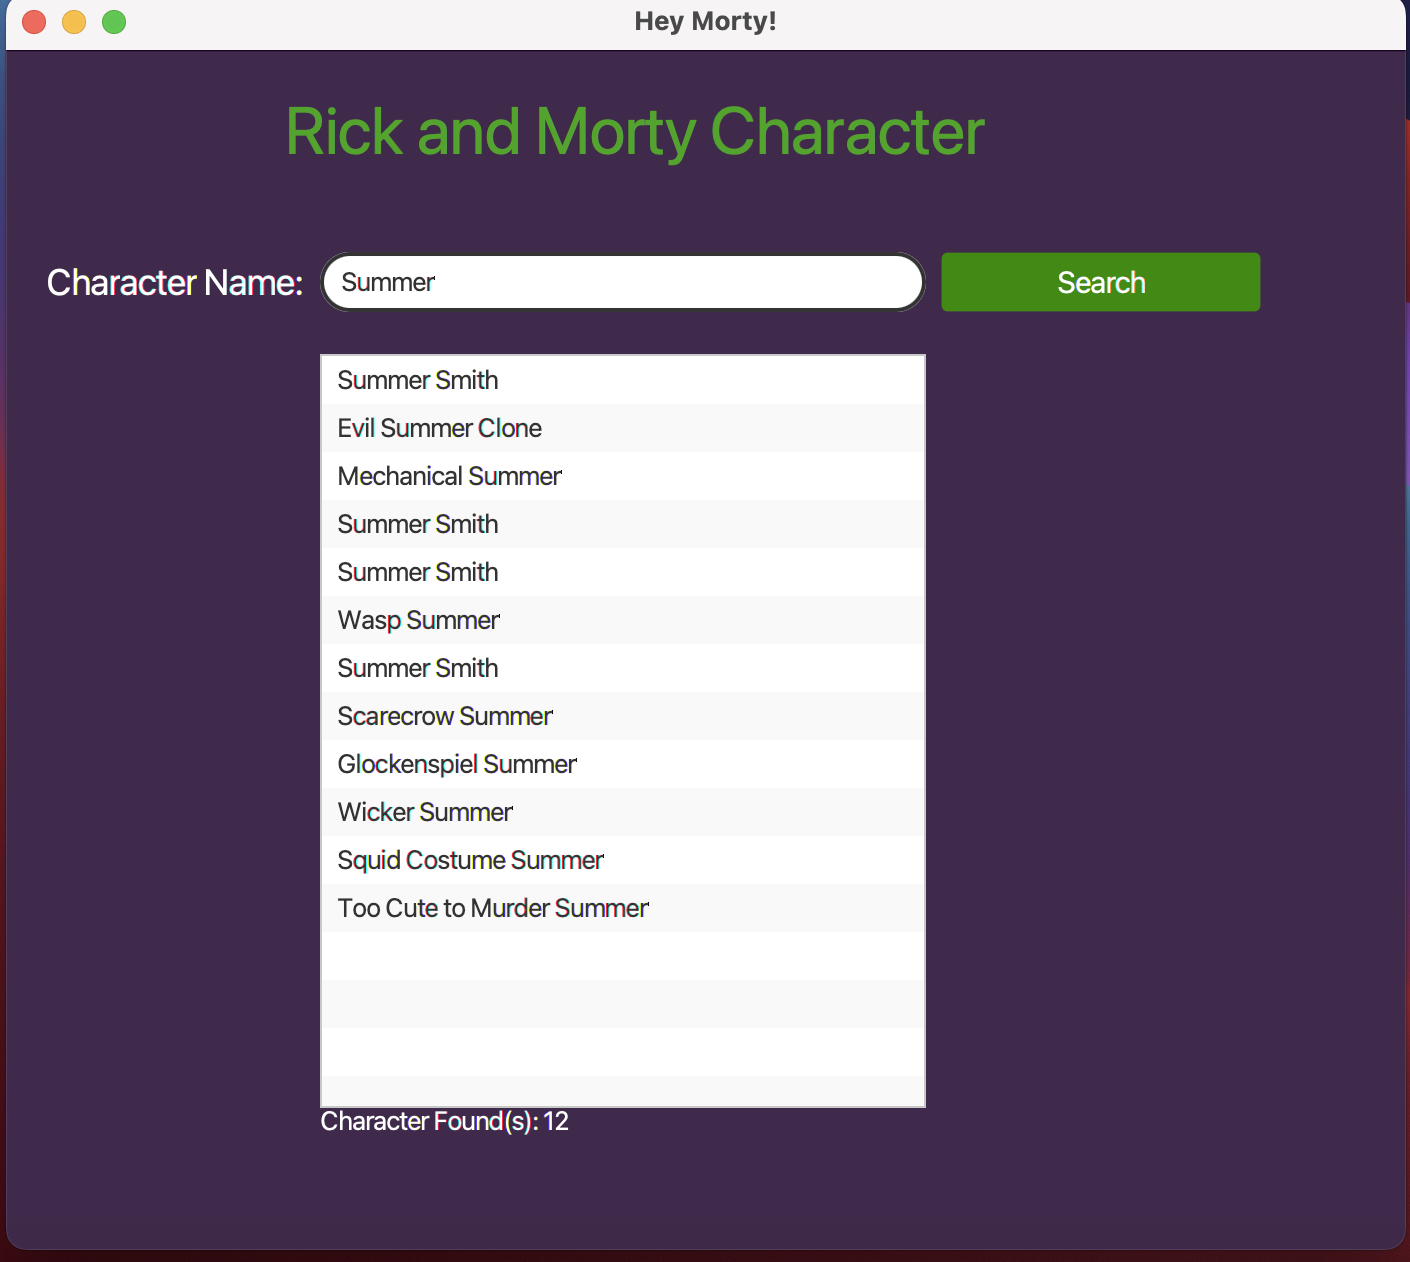 Hey Morty!
Rick and Morty Character
Character Name: Summer Search
Summer Smith
Evil Summer Clone
Mechanical Summer
Summer Smith
Summer Smith
Wasp Summer
Summer Smith
Scarecrow Summer
Glockenspiel Summer
Wicker Summer
Squid Costume Summer
Too Cute to Murder Summer
Character Found(s): 12